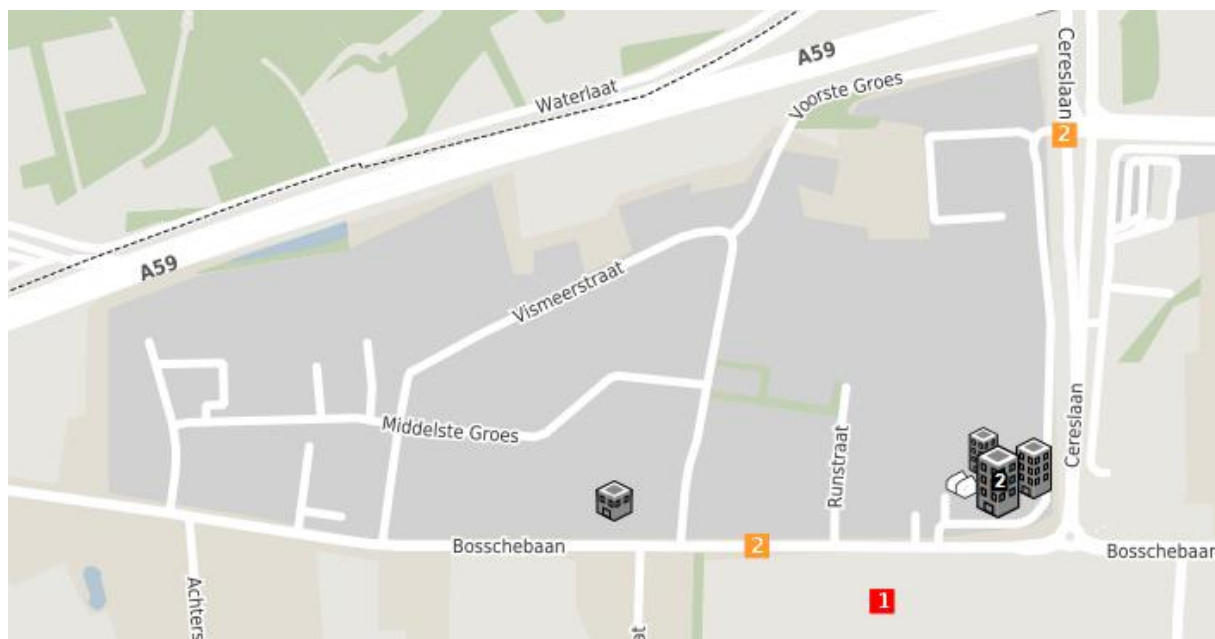 Cereslaan
A59
Voorste Groes
Waterlaat
2
A59
Vismeerstraat
Cereslaan
Middelste Groes
Runstraat
2
Bosschebaan
2
Bosschebaan
Achters
1